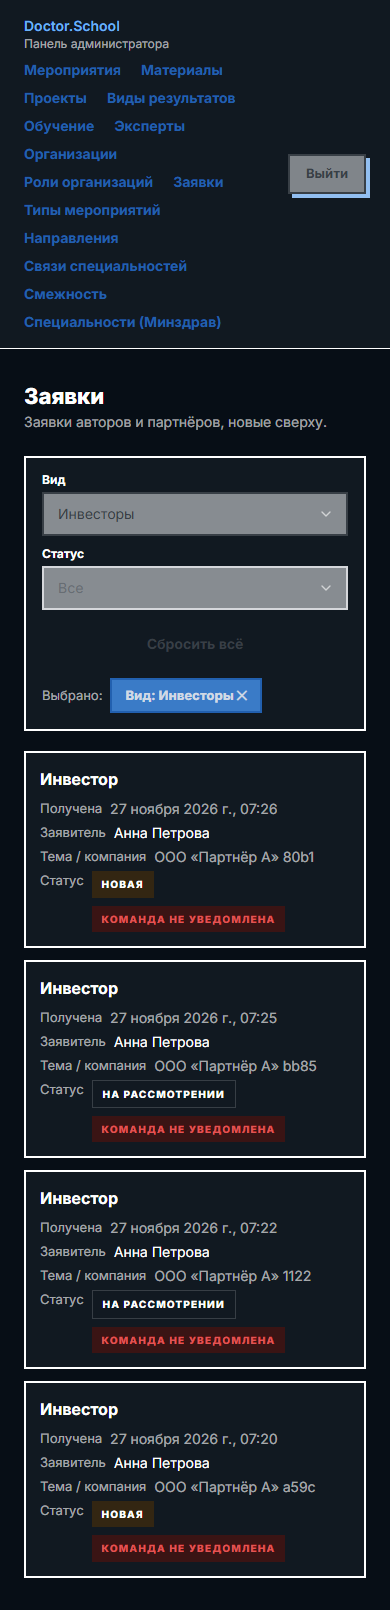 Doctor.School
Панель администратора
Мероприятия Материалы
Проекты Виды результатов
Обучение Эксперты
Организации
Роли организаций Заявки
Типы мероприятий
Направления
Связи специальностей
Смежность
Специальности (Минздрав)
Выйти
Заявки
Заявки авторов и партнёров, новые сверху.
Вид
Инвесторы
Статус
Все
Сбросить всё
Выбрано: Вид: Инвесторы
Инвестор
Получена 27 ноября 2026 г., 07:26
Заявитель Анна Петрова
Тема / компания ООО «Партнёр А» 80b1
Статус НОВАЯ
КОМАНДА НЕ УВЕДОМЛЕНА
Инвестор
Получена 27 ноября 2026 г., 07:25
Заявитель Анна Петрова
Тема / компания ООО «Партнёр А» bb85
Статус НА РАССМОТРЕНИИ
КОМАНДА НЕ УВЕДОМЛЕНА
Инвестор
Получена 27 ноября 2026 г., 07:22
Заявитель Анна Петрова
Тема / компания ООО «Партнёр А» 1122
Статус НА РАССМОТРЕНИИ
КОМАНДА НЕ УВЕДОМЛЕНА
Инвестор
Получена 27 ноября 2026 г., 07:20
Заявитель Анна Петрова
Тема / компания ООО «Партнёр А» a59c
Статус НОВАЯ
КОМАНДА НЕ УВЕДОМЛЕНА